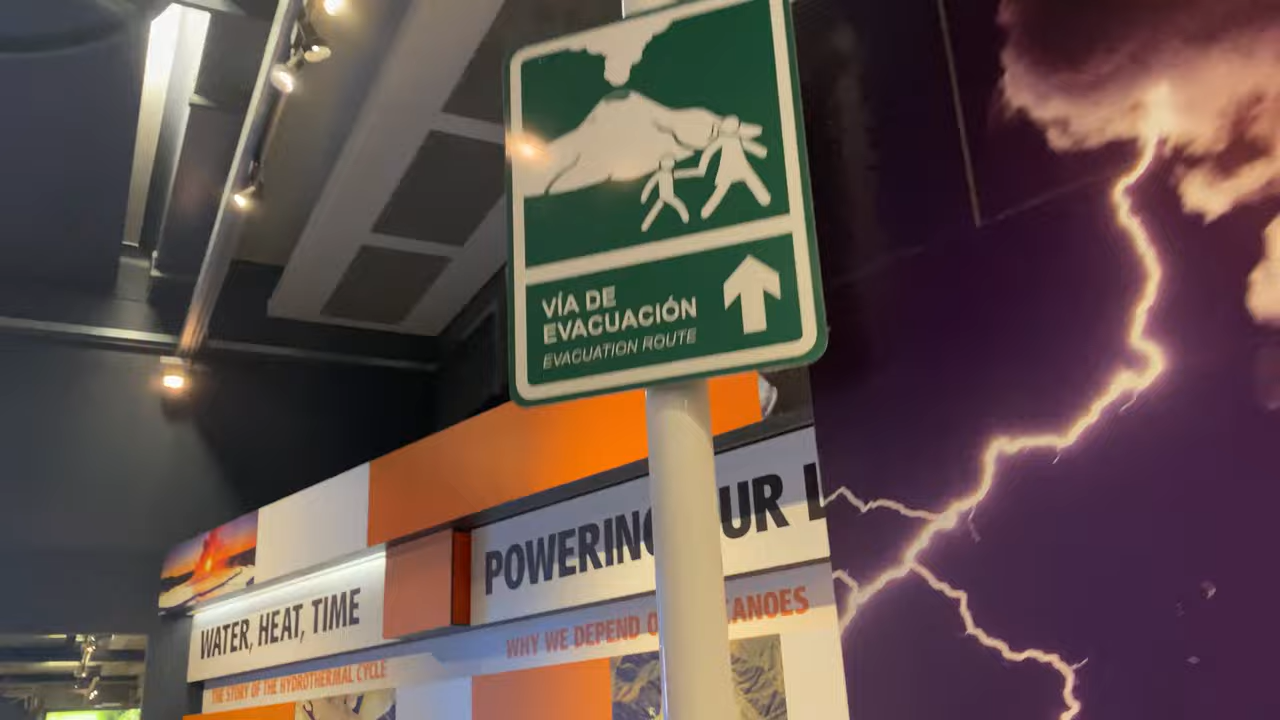 VÍA DE
EVACUACIÓN
EVACUATION ROUTE
POWERING UR L
WATER, HEAT, TIME
WHY WE DEPEND O CANOES
THE STORY OF THE HYDROTHERMAL CYCLE